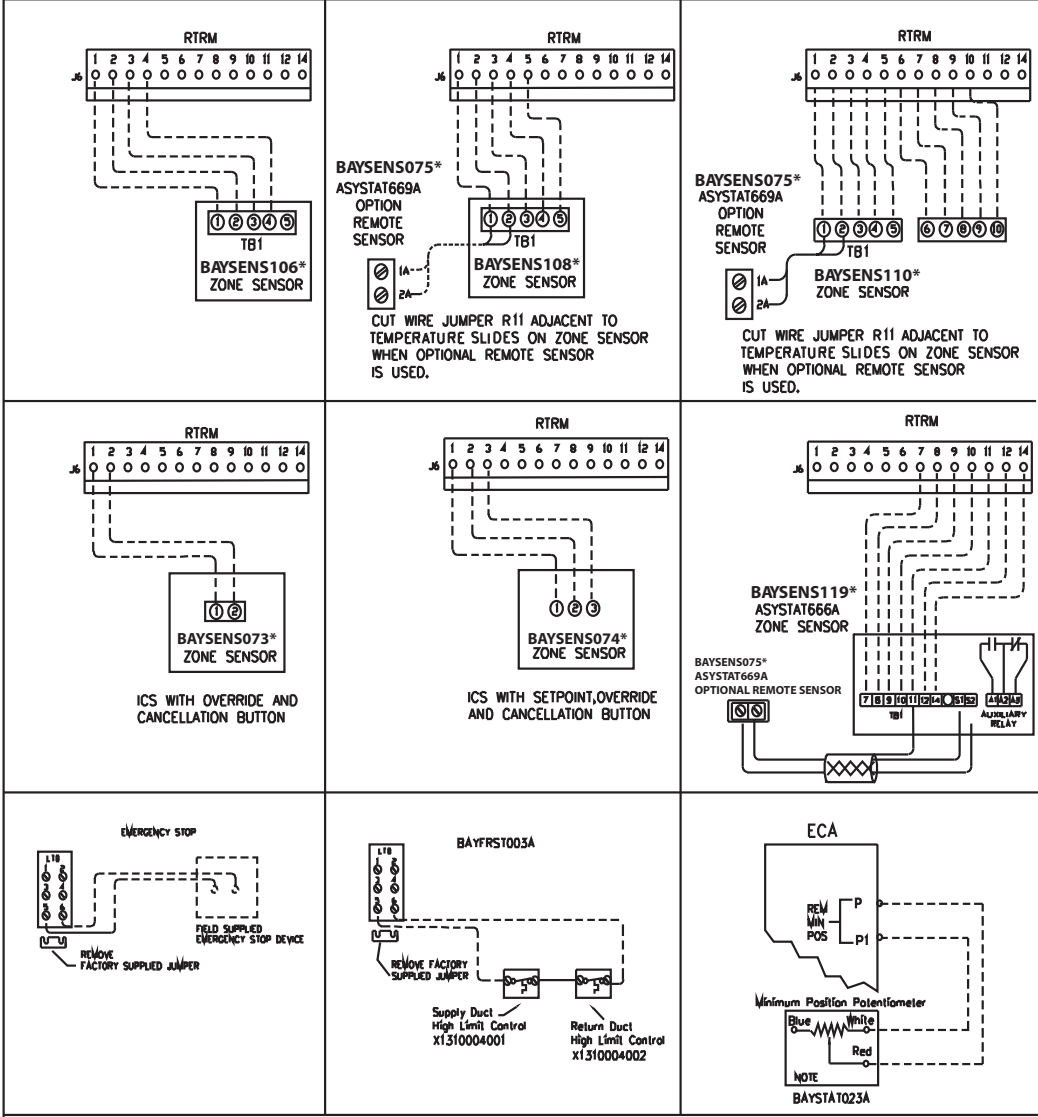 RTRM
J6
1 2 3 4 5 6 7 8 9 10 11 12 14
1 2 3 4 5
TB1
BAYSENS106*
ZONE SENSOR
RTRM
J6
1 2 3 4 5 6 7 8 9 10 11 12 14
BAYSENS075*
ASYSTAT669A
OPTION
REMOTE
SENSOR
1 2 3 4 5
TB1
1A
2A
BAYSENS108*
ZONE SENSOR
CUT WIRE JUMPER R11 ADJACENT TO
TEMPERATURE SLIDES ON ZONE SENSOR
WHEN OPTIONAL REMOTE SENSOR
IS USED.
RTRM
J6
1 2 3 4 5 6 7 8 9 10 11 12 14
BAYSENS075*
ASYSTAT669A
OPTION
REMOTE
SENSOR
1 2 3 4 5
6 7 8 9 10
TB1
1A
2A
BAYSENS110*
ZONE SENSOR
CUT WIRE JUMPER R11 ADJACENT TO
TEMPERATURE SLIDES ON ZONE SENSOR
WHEN OPTIONAL REMOTE SENSOR
IS USED.
RTRM
J6
1 2 3 4 5 6 7 8 9 10 11 12 14
1 2
BAYSENS073*
ZONE SENSOR
ICS WITH OVERRIDE AND
CANCELLATION BUTTON
RTRM
J6
1 2 3 4 5 6 7 8 9 10 11 12 14
1 2 3
BAYSENS074*
ZONE SENSOR
ICS WITH SETPOINT,OVERRIDE
AND CANCELLATION BUTTON
RTRM
J6
1 2 3 4 5 6 7 8 9 10 11 12 14
BAYSENS119*
ASYSTAT666A
ZONE SENSOR
BAYSENS075*
ASYSTAT669A
OPTIONAL REMOTE SENSOR
7 8 9 10 11 12 14 S1 S2
TB1
A1 A2 A3
AUXILIARY
RELAY
EMERGENCY STOP
LTB
1 2
3 4
5 6
FIELD SUPPLIED
EMERGENCY STOP DEVICE
REMOVE
FACTORY SUPPLIED JUMPER
BAYFRST003A
LTB
1 2
3 4
5 6
REMOVE FACTORY
SUPPLIED JUMPER
Supply Duct
High Limit Control
X1310004001
Return Duct
High Limit Control
X1310004002
ECA
REM
MIN
POS
P
P1
Minimum Position Potentiometer
Blue
White
Red
NOTE
BAYSTAT023A